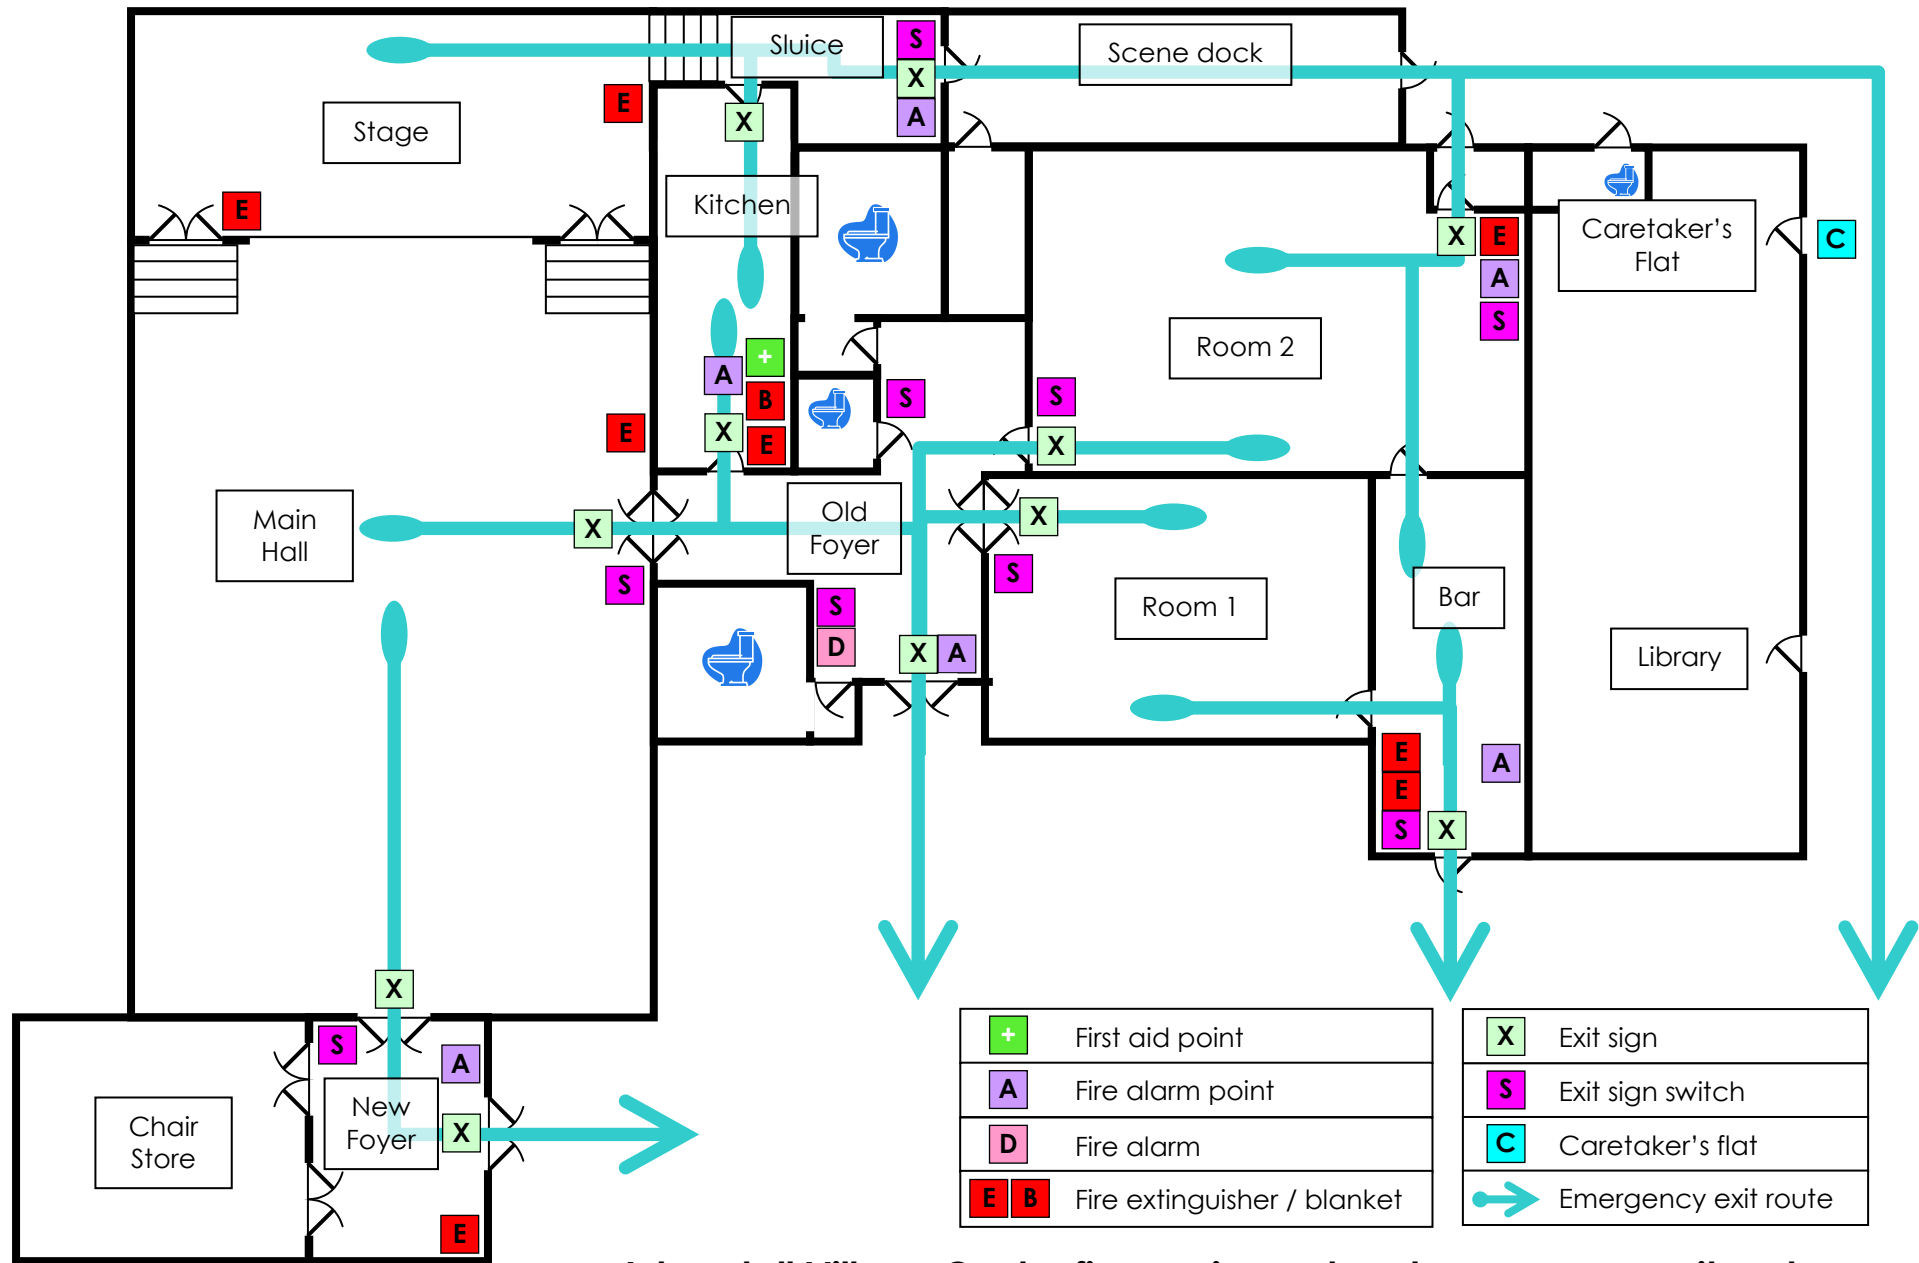 Sluice
S
Scene dock
X
A
E
X
Stage
Kitchen
E
X
E
Caretaker's
Flat
C
A
S
Room 2
+
A
B
S
S
E
X
E
X
Main
Hall
X
Old
Foyer
X
S
S
S
D
Room 1
Bar
X
A
Library
E
A
E
S
X
X
S
A
New
Foyer
X
Chair
Store
E
+ First aid point
A Fire alarm point
D Fire alarm
E B Fire extinguisher / blanket
X Exit sign
S Exit sign switch
C Caretaker's flat
Emergency exit route